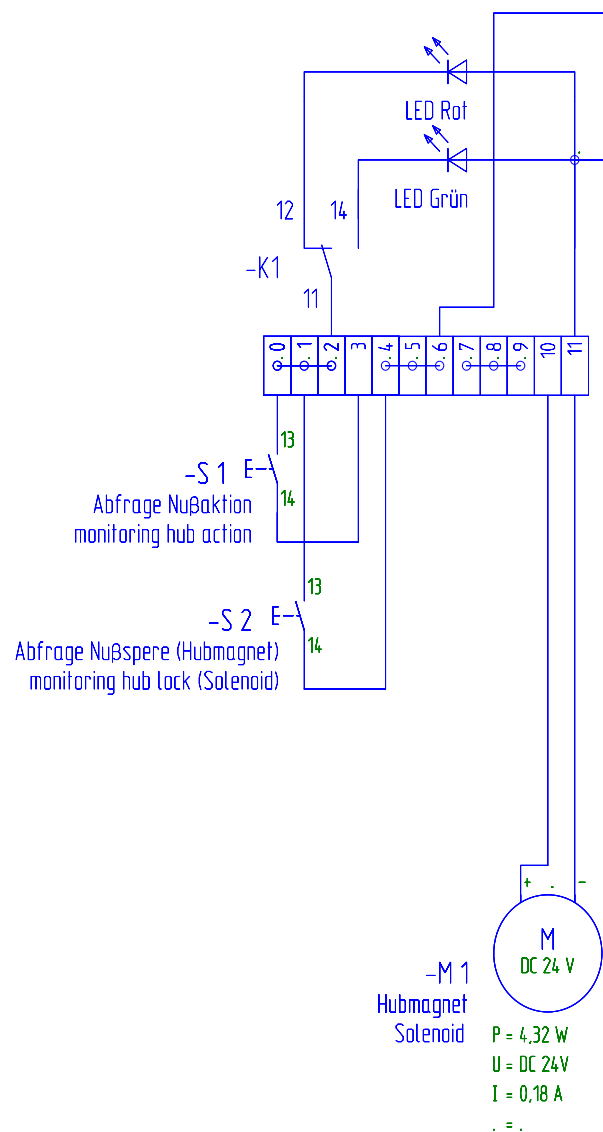 LED Rot
LED Grün
12
14
-K1
11
.0
.1
.2
3
.4
.5
.6
.7
.8
.9
10
11
13
-S 1
E
14
Abfrage Nußaktion
monitoring hub action
13
-S 2
E
14
Abfrage Nußspere (Hubmagnet)
monitoring hub lock (Solenoid)
+ . -
M
DC 24 V
-M 1
Hubmagnet
Solenoid
P = 4,32 W
U = DC 24V
I = 0,18 A
. = .